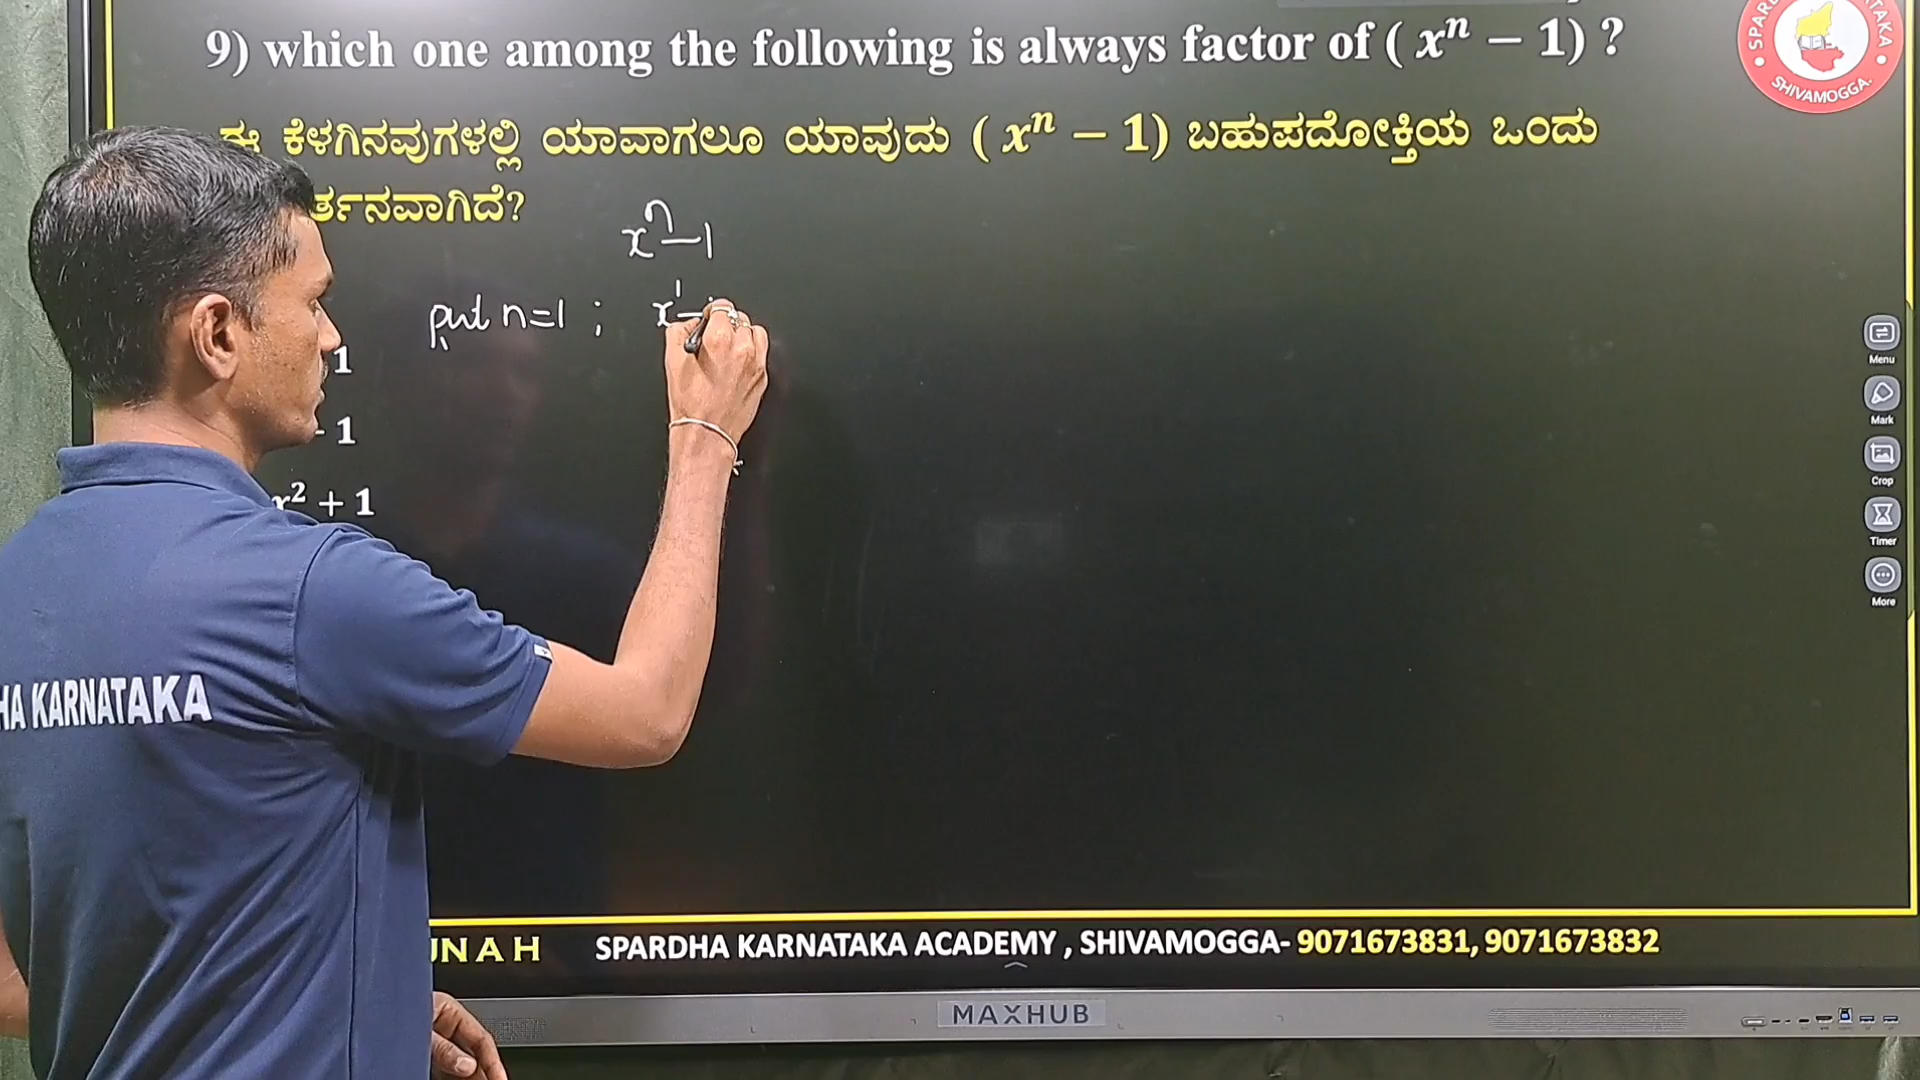 9) which one among the following is always factor of ( xⁿ − 1) ?
ಈ ಕೆಳಗಿನವುಗಳಲ್ಲಿ ಯಾವಾಗಲೂ ಯಾವುದು ( xⁿ − 1) ಬಹುಪದೋಕ್ತಿಯ ಒಂದು
ರ್ತನವಾಗಿದೆ?
xⁿ−1
put n=1 ; x¹−
1
- 1
x² + 1
SHIVAMOGGA.
Menu
Mark
Crop
Timer
More
HA KARNATAKA
UNAH SPARDHA KARNATAKA ACADEMY , SHIVAMOGGA- 9071673831, 9071673832
MAXHUB